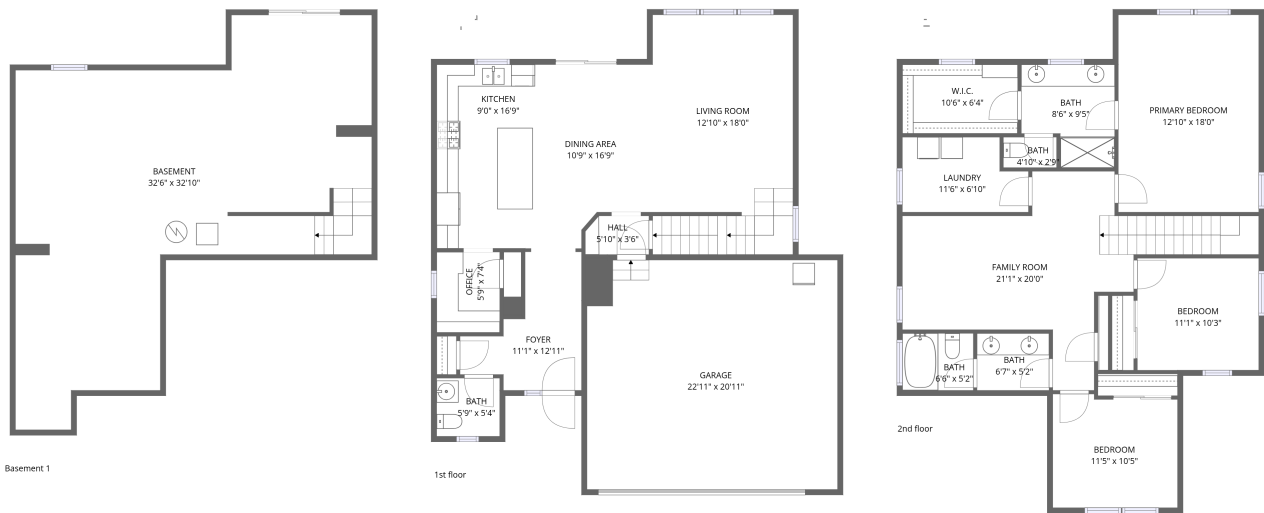 BASEMENT
32'6" x 32'10"
Basement 1
KITCHEN
9'0" x 16'9"
LIVING ROOM
12'10" x 18'0"
DINING AREA
10'9" x 16'9"
HALL
5'10" x 3'6"
OFFICE
5'9" x 7'4"
FOYER
11'1" x 12'11"
GARAGE
22'11" x 20'11"
BATH
5'9" x 5'4"
1st floor
W.I.C.
10'6" x 6'4"
BATH
8'6" x 9'5"
PRIMARY BEDROOM
12'10" x 18'0"
BATH
4'10" x 2'9"
LAUNDRY
11'6" x 6'10"
FAMILY ROOM
21'1" x 20'0"
BEDROOM
11'1" x 10'3"
BATH
6'6" x 5'2"
BATH
6'7" x 5'2"
BEDROOM
11'5" x 10'5"
2nd floor